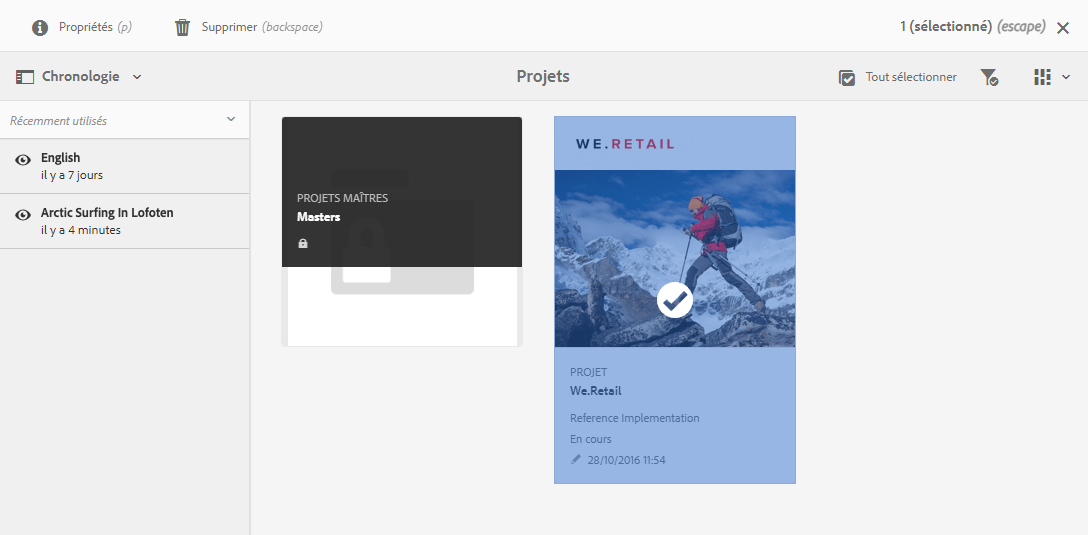 Propriétés (p)
Supprimer (backspace)
1 (sélectionné) (escape)
Chronologie
Projets
Tout sélectionner
Récemment utilisés
English
il y a 7 jours
Arctic Surfing In Lofoten
il y a 4 minutes
PROJETS MAÎTRES
Masters
WE.RETAIL
PROJET
We.Retail
Reference Implementation
En cours
28/10/2016 11:54